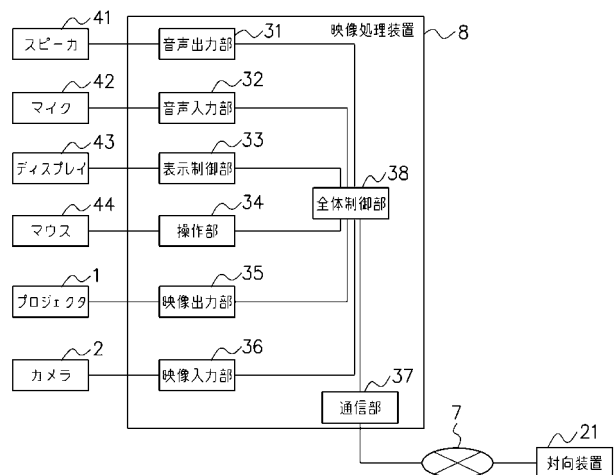 41
スピーカ
音声出力部
31
映像処理装置
8
42
マイク
音声入力部
32
43
ディスプレイ
表示制御部
33
38
全体制御部
44
マウス
操作部
34
1
プロジェクタ
映像出力部
35
2
カメラ
映像入力部
36
37
通信部
7
21
対向装置